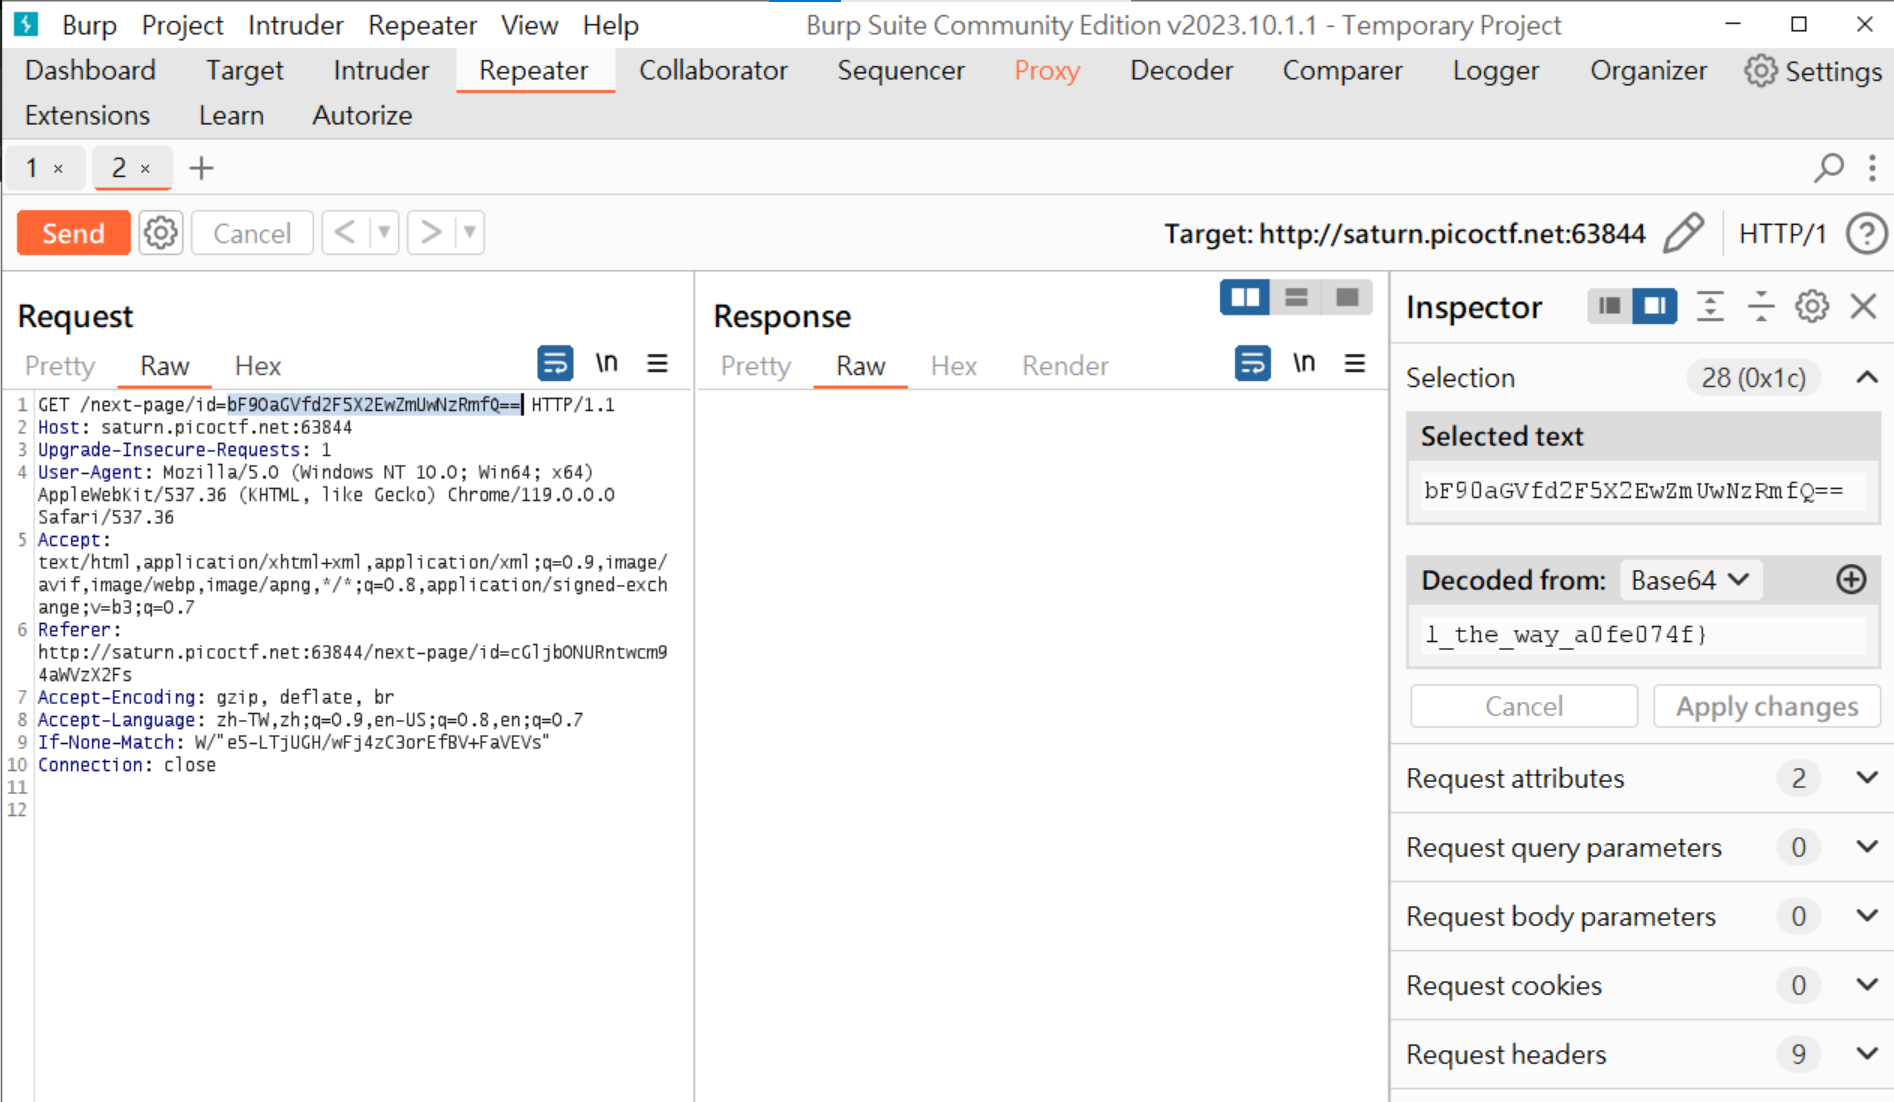 Burp Project Intruder Repeater View Help Burp Suite Community Edition v2023.10.1.1 - Temporary Project
Dashboard Target Intruder Repeater Collaborator Sequencer Proxy Decoder Comparer Logger Organizer Settings
Extensions Learn Autorize
1 × 2 × +
Send Cancel < > Target: http://saturn.picoctf.net:63844 HTTP/1 ?
Request
Pretty Raw Hex \n
1 GET /next-page/id=bF90aGVfd2F5X2EwZmUwNzRmfQ== HTTP/1.1
2 Host: saturn.picoctf.net:63844
3 Upgrade-Insecure-Requests: 1
4 User-Agent: Mozilla/5.0 (Windows NT 10.0; Win64; x64)
AppleWebKit/537.36 (KHTML, like Gecko) Chrome/119.0.0.0
Safari/537.36
5 Accept:
text/html,application/xhtml+xml,application/xml;q=0.9,image/
avif,image/webp,image/apng,*/*;q=0.8,application/signed-exch
ange;v=b3;q=0.7
6 Referer:
http://saturn.picoctf.net:63844/next-page/id=cGljb0NURntwcm9
4aWVzX2Fs
7 Accept-Encoding: gzip, deflate, br
8 Accept-Language: zh-TW,zh;q=0.9,en-US;q=0.8,en;q=0.7
9 If-None-Match: W/"e5-LTjUGH/wFj4zC3orEfBV+FaVEVs"
10 Connection: close
11
12
Response
Pretty Raw Hex Render \n
Inspector
Selection 28 (0x1c)
Selected text
bF90aGVfd2F5X2EwZmUwNzRmfQ==
Decoded from: Base64
l_the_way_a0fe074f}
Cancel Apply changes
Request attributes 2
Request query parameters 0
Request body parameters 0
Request cookies 0
Request headers 9